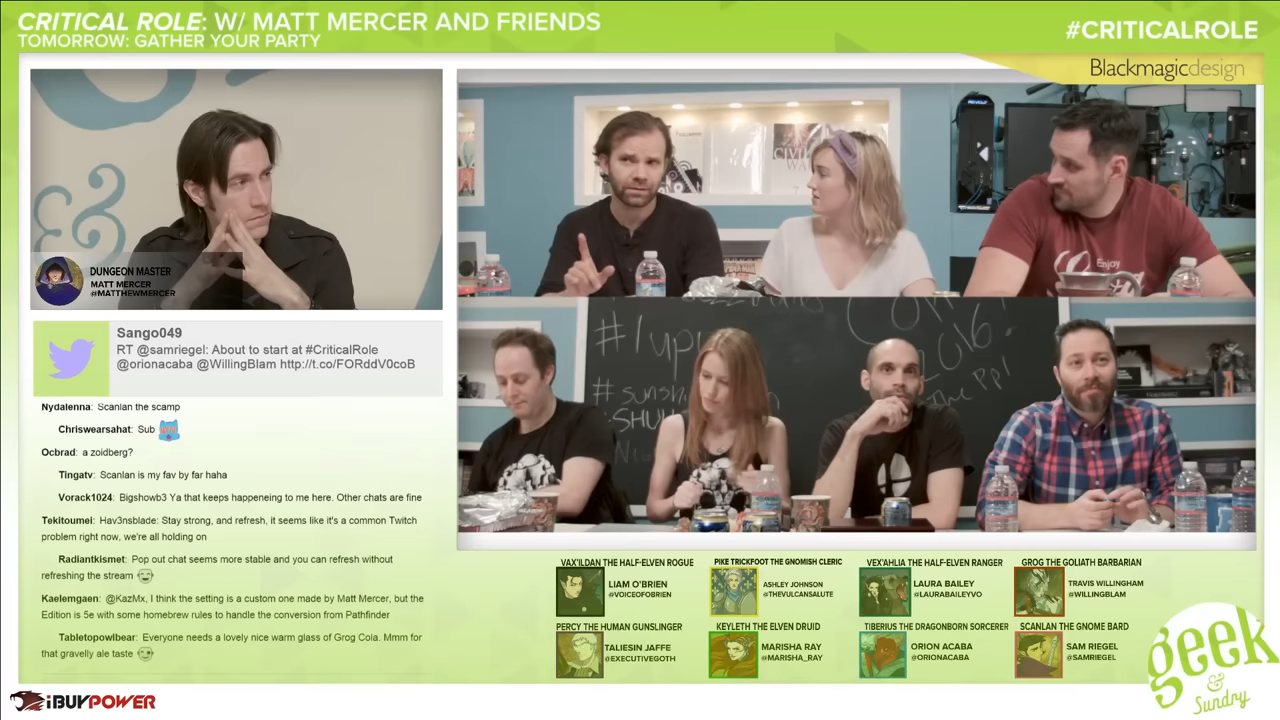 CRITICAL ROLE: W/ MATT MERCER AND FRIENDS
TOMORROW: GATHER YOUR PARTY
#CRITICALROLE
Blackmagicdesign
DUNGEON MASTER
MATT MERCER
@MATTHEWMERCER
Sango049
RT @samriegel: About to start at #CriticalRole
@orionacaba @WillingBlam http://t.co/FORddV0coB
Nydalenna: Scanlan the scamp
Chriswearsahat: Sub
Ocbrad: a zoidberg?
Tingatv: Scanlan is my fav by far haha
Vorack1024: Bigshowb3 Ya that keeps happeneing to me here. Other chats are fine
Tekitoumei: Hav3nsblade: Stay strong, and refresh, it seems like it's a common Twitch
problem right now, we're all holding on
Radiantkismet: Pop out chat seems more stable and you can refresh without
refreshing the stream
Kaelemgaen: @KazMx, I think the setting is a custom one made by Matt Mercer, but the
Edition is 5e with some homebrew rules to handle the conversion from Pathfinder
Tabletopowlbear: Everyone needs a lovely nice warm glass of Grog Cola. Mmm for
that gravelly ale taste
CIVIL
WAR
Enjoy
#lupi
#sunsh
SHU
VAX'ILDAN THE HALF-ELVEN ROGUE
LIAM O'BRIEN
@VOICEOFOBRIEN
PIKE TRICKFOOT THE GNOMISH CLERIC
ASHLEY JOHNSON
@THEVULCANSALUTE
VEX'AHLIA THE HALF-ELVEN RANGER
LAURA BAILEY
@LAURABAILEYVO
GROG THE GOLIATH BARBARIAN
TRAVIS WILLINGHAM
@WILLINGBLAM
PERCY THE HUMAN GUNSLINGER
TALIESIN JAFFE
@EXECUTIVEGOTH
KEYLETH THE ELVEN DRUID
MARISHA RAY
@MARISHA_RAY
TIBERIUS THE DRAGONBORN SORCERER
ORION ACABA
@ORIONACABA
SCANLAN THE GNOME BARD
SAM RIEGEL
@SAMRIEGEL
geek
&
Sundry
iBUYPOWER